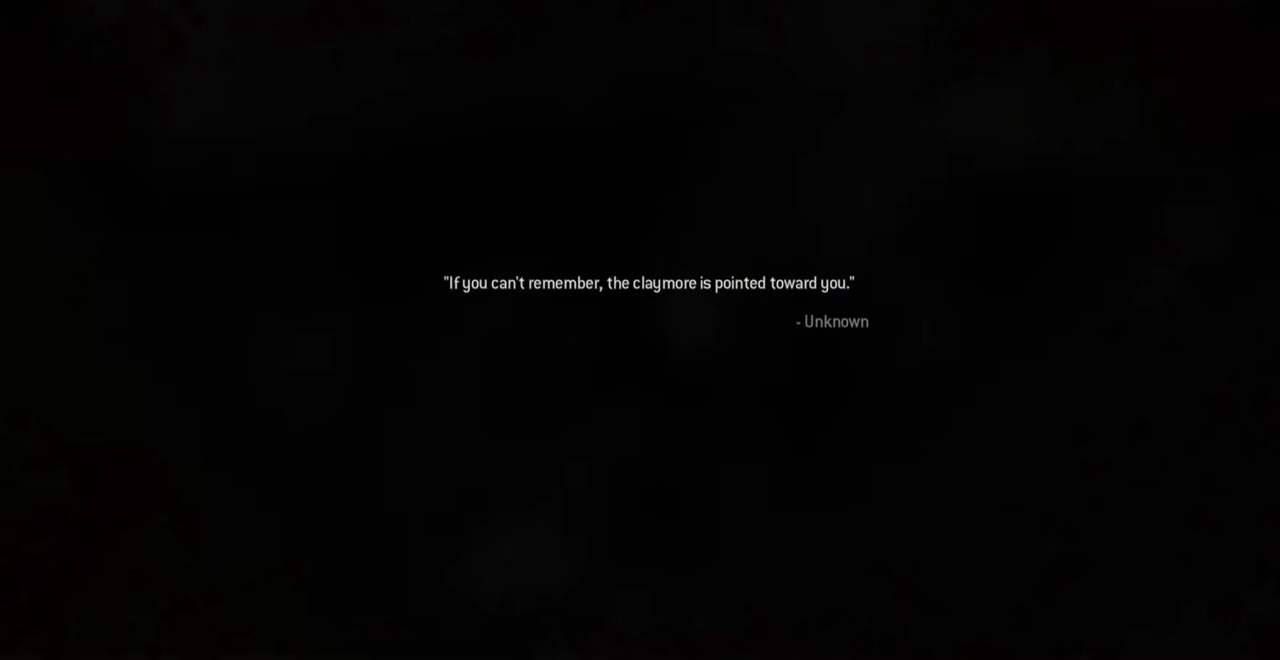 "If you can't remember, the claymore is pointed toward you."
- Unknown